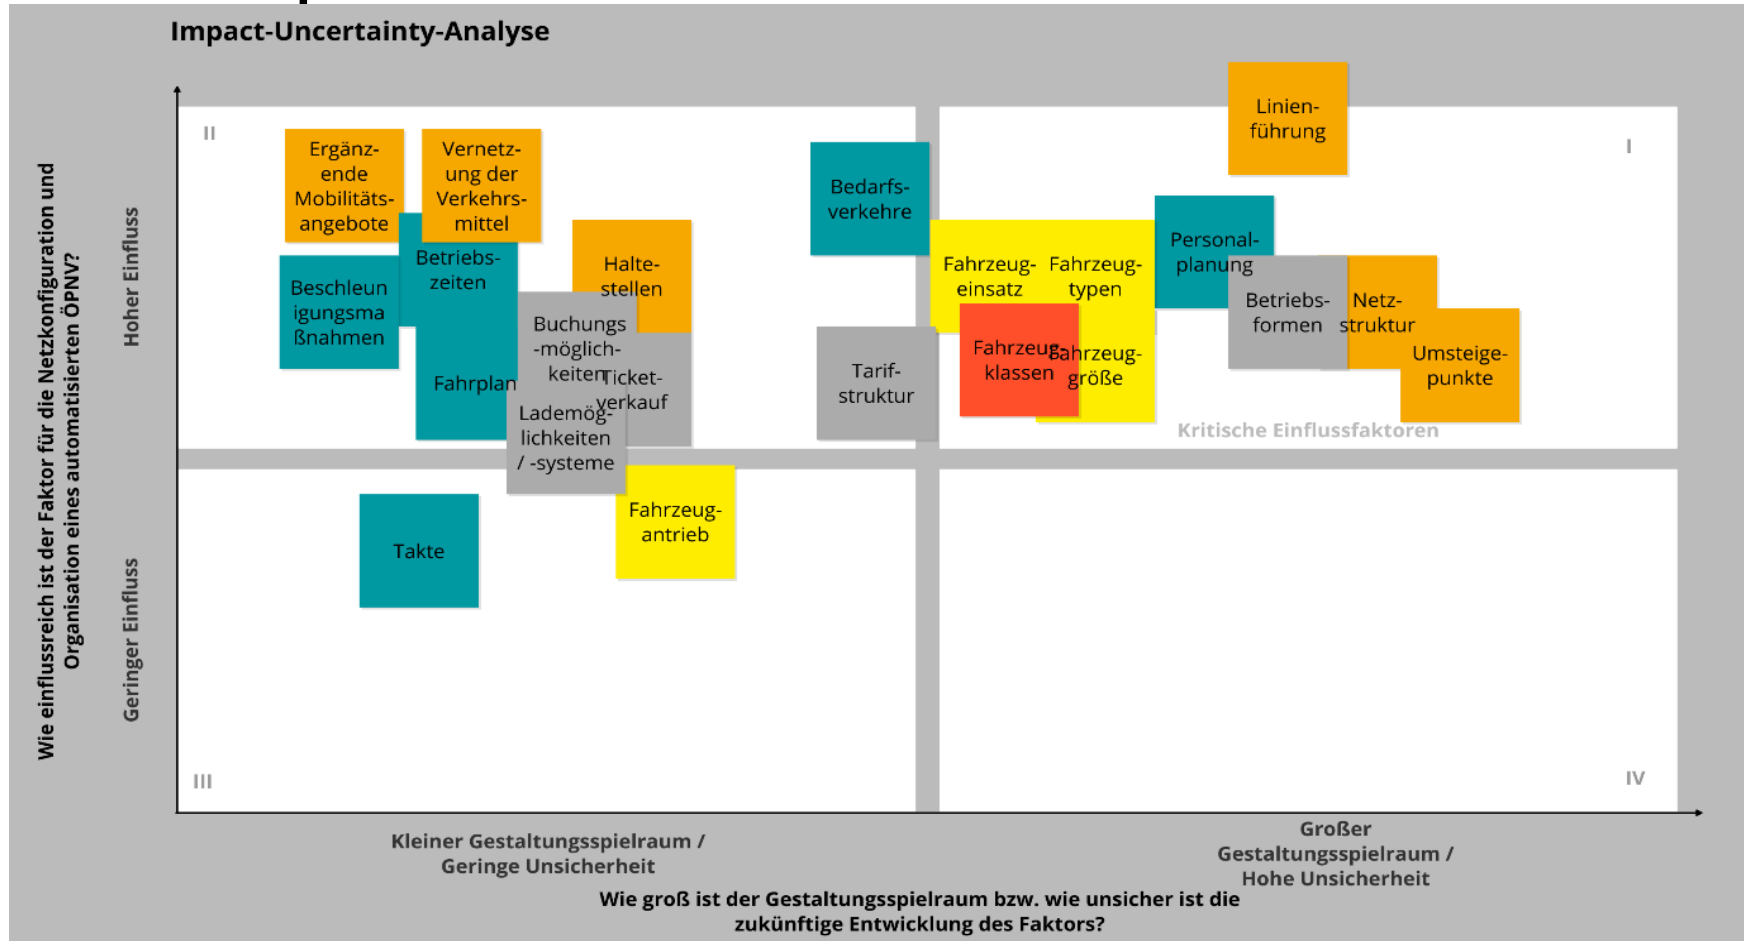 Impact-Uncertainty-Analyse
Wie einflussreich ist der Faktor für die Netzkonfiguration und
Organisation eines automatisierten ÖPNV?
Hoher Einfluss
Geringer Einfluss
II
I
Ergänz-
ende
Mobilitäts-
angebote
Vernetz-
ung der
Verkehrs-
mittel
Betriebs-
zeiten
Beschleun
igungsma
ßnahmen
Fahrplan
Halte-
stellen
Buchungs
-möglich-
keiten
Ticket-
verkauf
Lademög-
lichkeiten
/ -systeme
Bedarfs-
verkehre
Tarif-
struktur
Linien-
führung
Fahrzeug-
einsatz
Fahrzeug-
typen
Fahrzeug-
klassen
Fahrzeug-
größe
Personal-
planung
Betriebs-
formen
Netz-
struktur
Umsteige-
punkte
Kritische Einflussfaktoren
Takte
Fahrzeug-
antrieb
III
IV
Kleiner Gestaltungsspielraum /
Geringe Unsicherheit
Großer
Gestaltungsspielraum /
Hohe Unsicherheit
Wie groß ist der Gestaltungsspielraum bzw. wie unsicher ist die
zukünftige Entwicklung des Faktors?